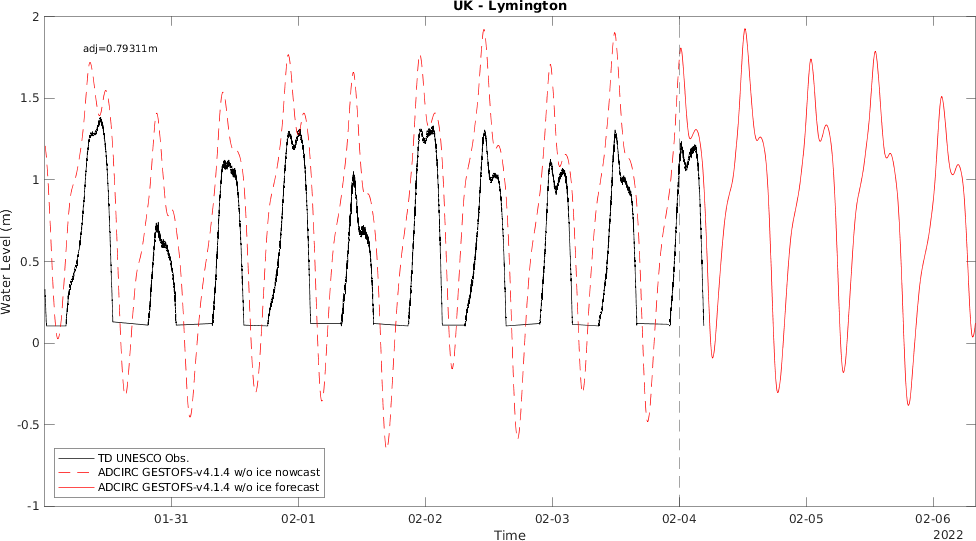 UK - Lymington
adj=0.79311m
2
1.5
1
0.5
0
-0.5
-1
Water Level (m)
TD UNESCO Obs.
ADCIRC GESTOFS-v4.1.4 w/o ice nowcast
ADCIRC GESTOFS-v4.1.4 w/o ice forecast
01-31 02-01 02-02 02-03 02-04 02-05 02-06
Time
2022